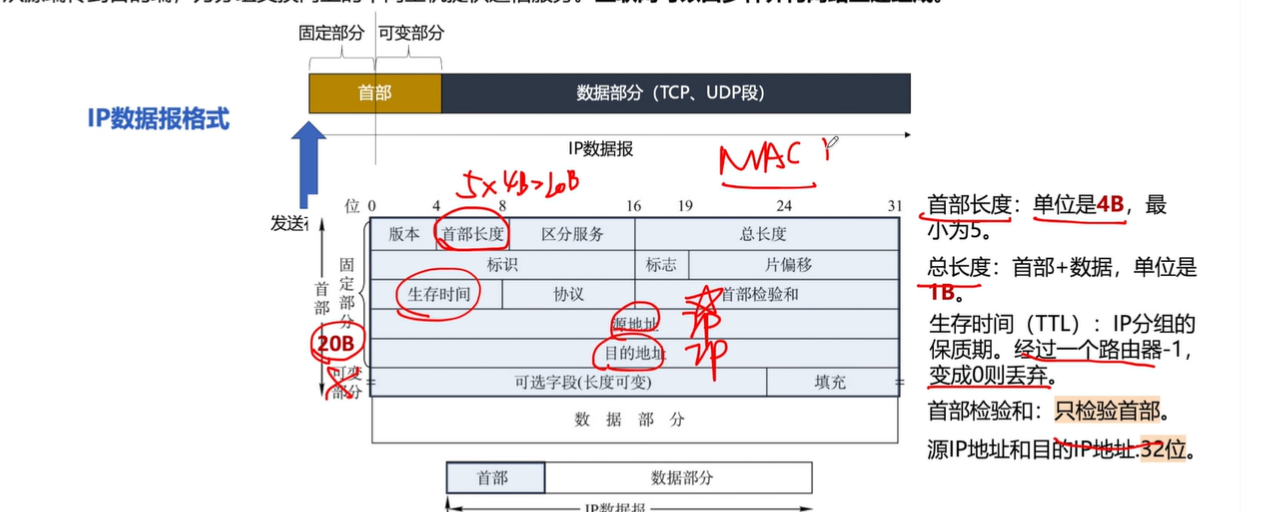 固定部分 可变部分
首部 数据部分（TCP、UDP段）
IP数据报格式
IP数据报
MAC
5×4B=20B
发送在
位 0 4 8 16 19 24 31
版本 首部长度 区分服务 总长度
标识 标志 片偏移
生存时间 协议 首部检验和
源地址 IP
目的地址 IP
可选字段(长度可变) 填充
数据部分
首部
固定部分
20B
可变部分
首部长度：单位是4B，最
小为5。
总长度：首部+数据，单位是
1B。
生存时间（TTL）：IP分组的
保质期。经过一个路由器-1，
变成0则丢弃。
首部检验和：只检验首部。
源IP地址和目的IP地址:32位。
首部 数据部分
IP数据报